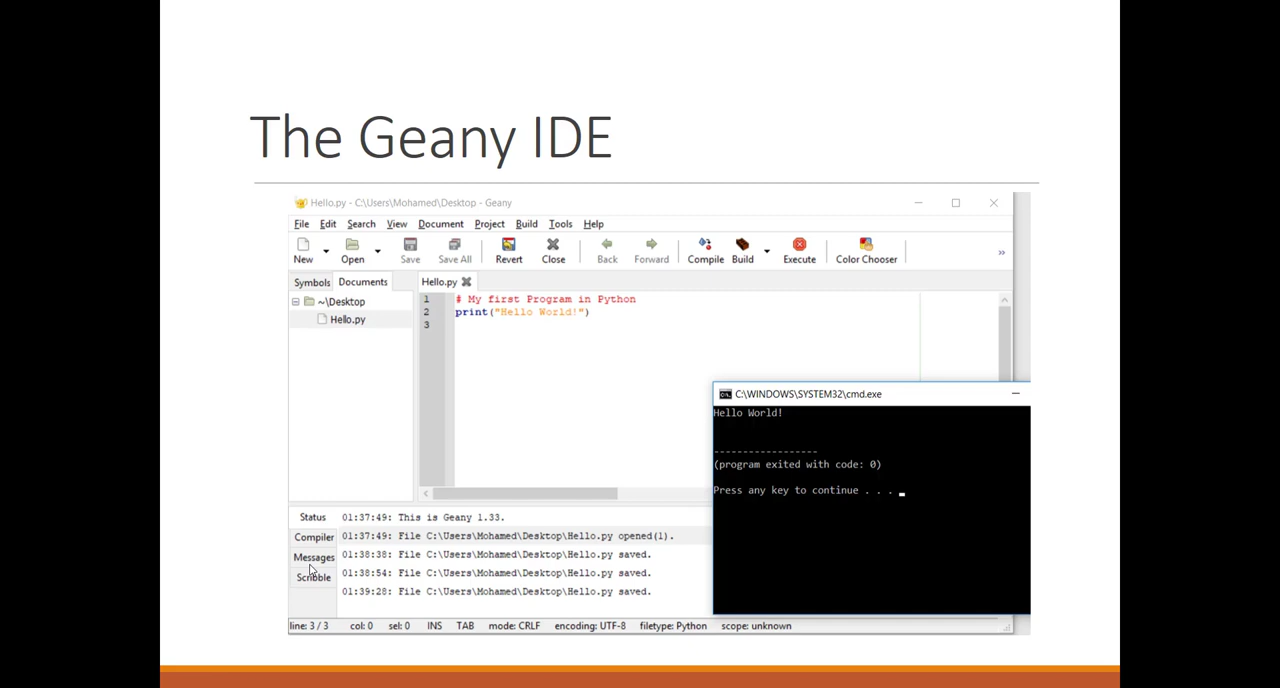 The Geany IDE
Hello.py - C:\Users\Mohamed\Desktop - Geany
File Edit Search View Document Project Build Tools Help
New Open Save Save All Revert Close Back Forward Compile Build Execute Color Chooser »
Symbols Documents Hello.py
~\Desktop
Hello.py
1 # My first Program in Python
2 print("Hello World!")
3
C:\WINDOWS\SYSTEM32\cmd.exe
Hello World!
------------------
(program exited with code: 0)
Press any key to continue . . .
Status 01:37:49: This is Geany 1.33.
Compiler 01:37:49: File C:\Users\Mohamed\Desktop\Hello.py opened(1).
Messages 01:38:38: File C:\Users\Mohamed\Desktop\Hello.py saved.
Scribble 01:38:54: File C:\Users\Mohamed\Desktop\Hello.py saved.
01:39:28: File C:\Users\Mohamed\Desktop\Hello.py saved.
line: 3 / 3 col: 0 sel: 0 INS TAB mode: CRLF encoding: UTF-8 filetype: Python scope: unknown